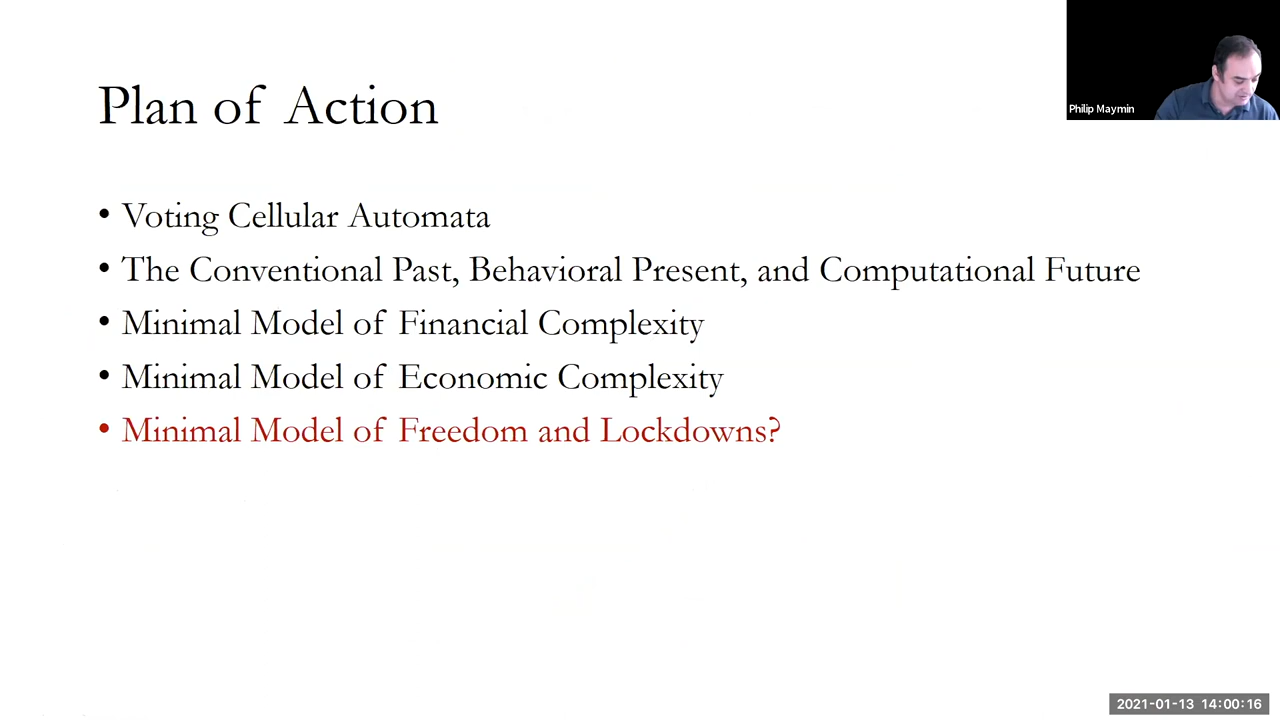 Plan of Action
• Voting Cellular Automata
• The Conventional Past, Behavioral Present, and Computational Future
• Minimal Model of Financial Complexity
• Minimal Model of Economic Complexity
• Minimal Model of Freedom and Lockdowns?
Philip Maymin
2021-01-13 14:00:16